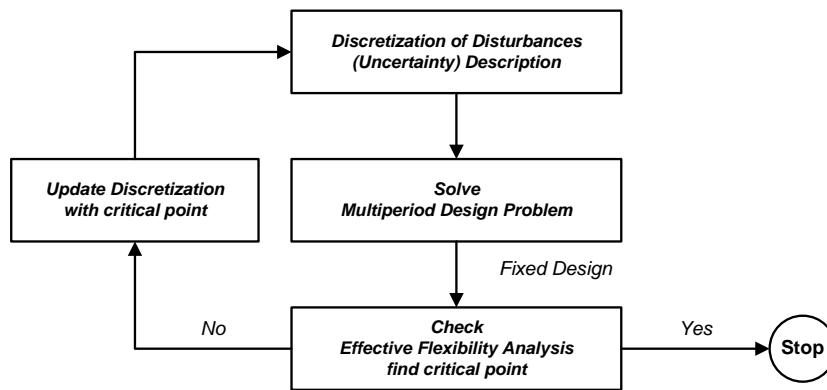 Discretization of Disturbances
(Uncertainty) Description
Update Discretization
with critical point
Solve
Multiperiod Design Problem
Fixed Design
No
Check
Effective Flexibility Analysis
find critical point
Yes
Stop